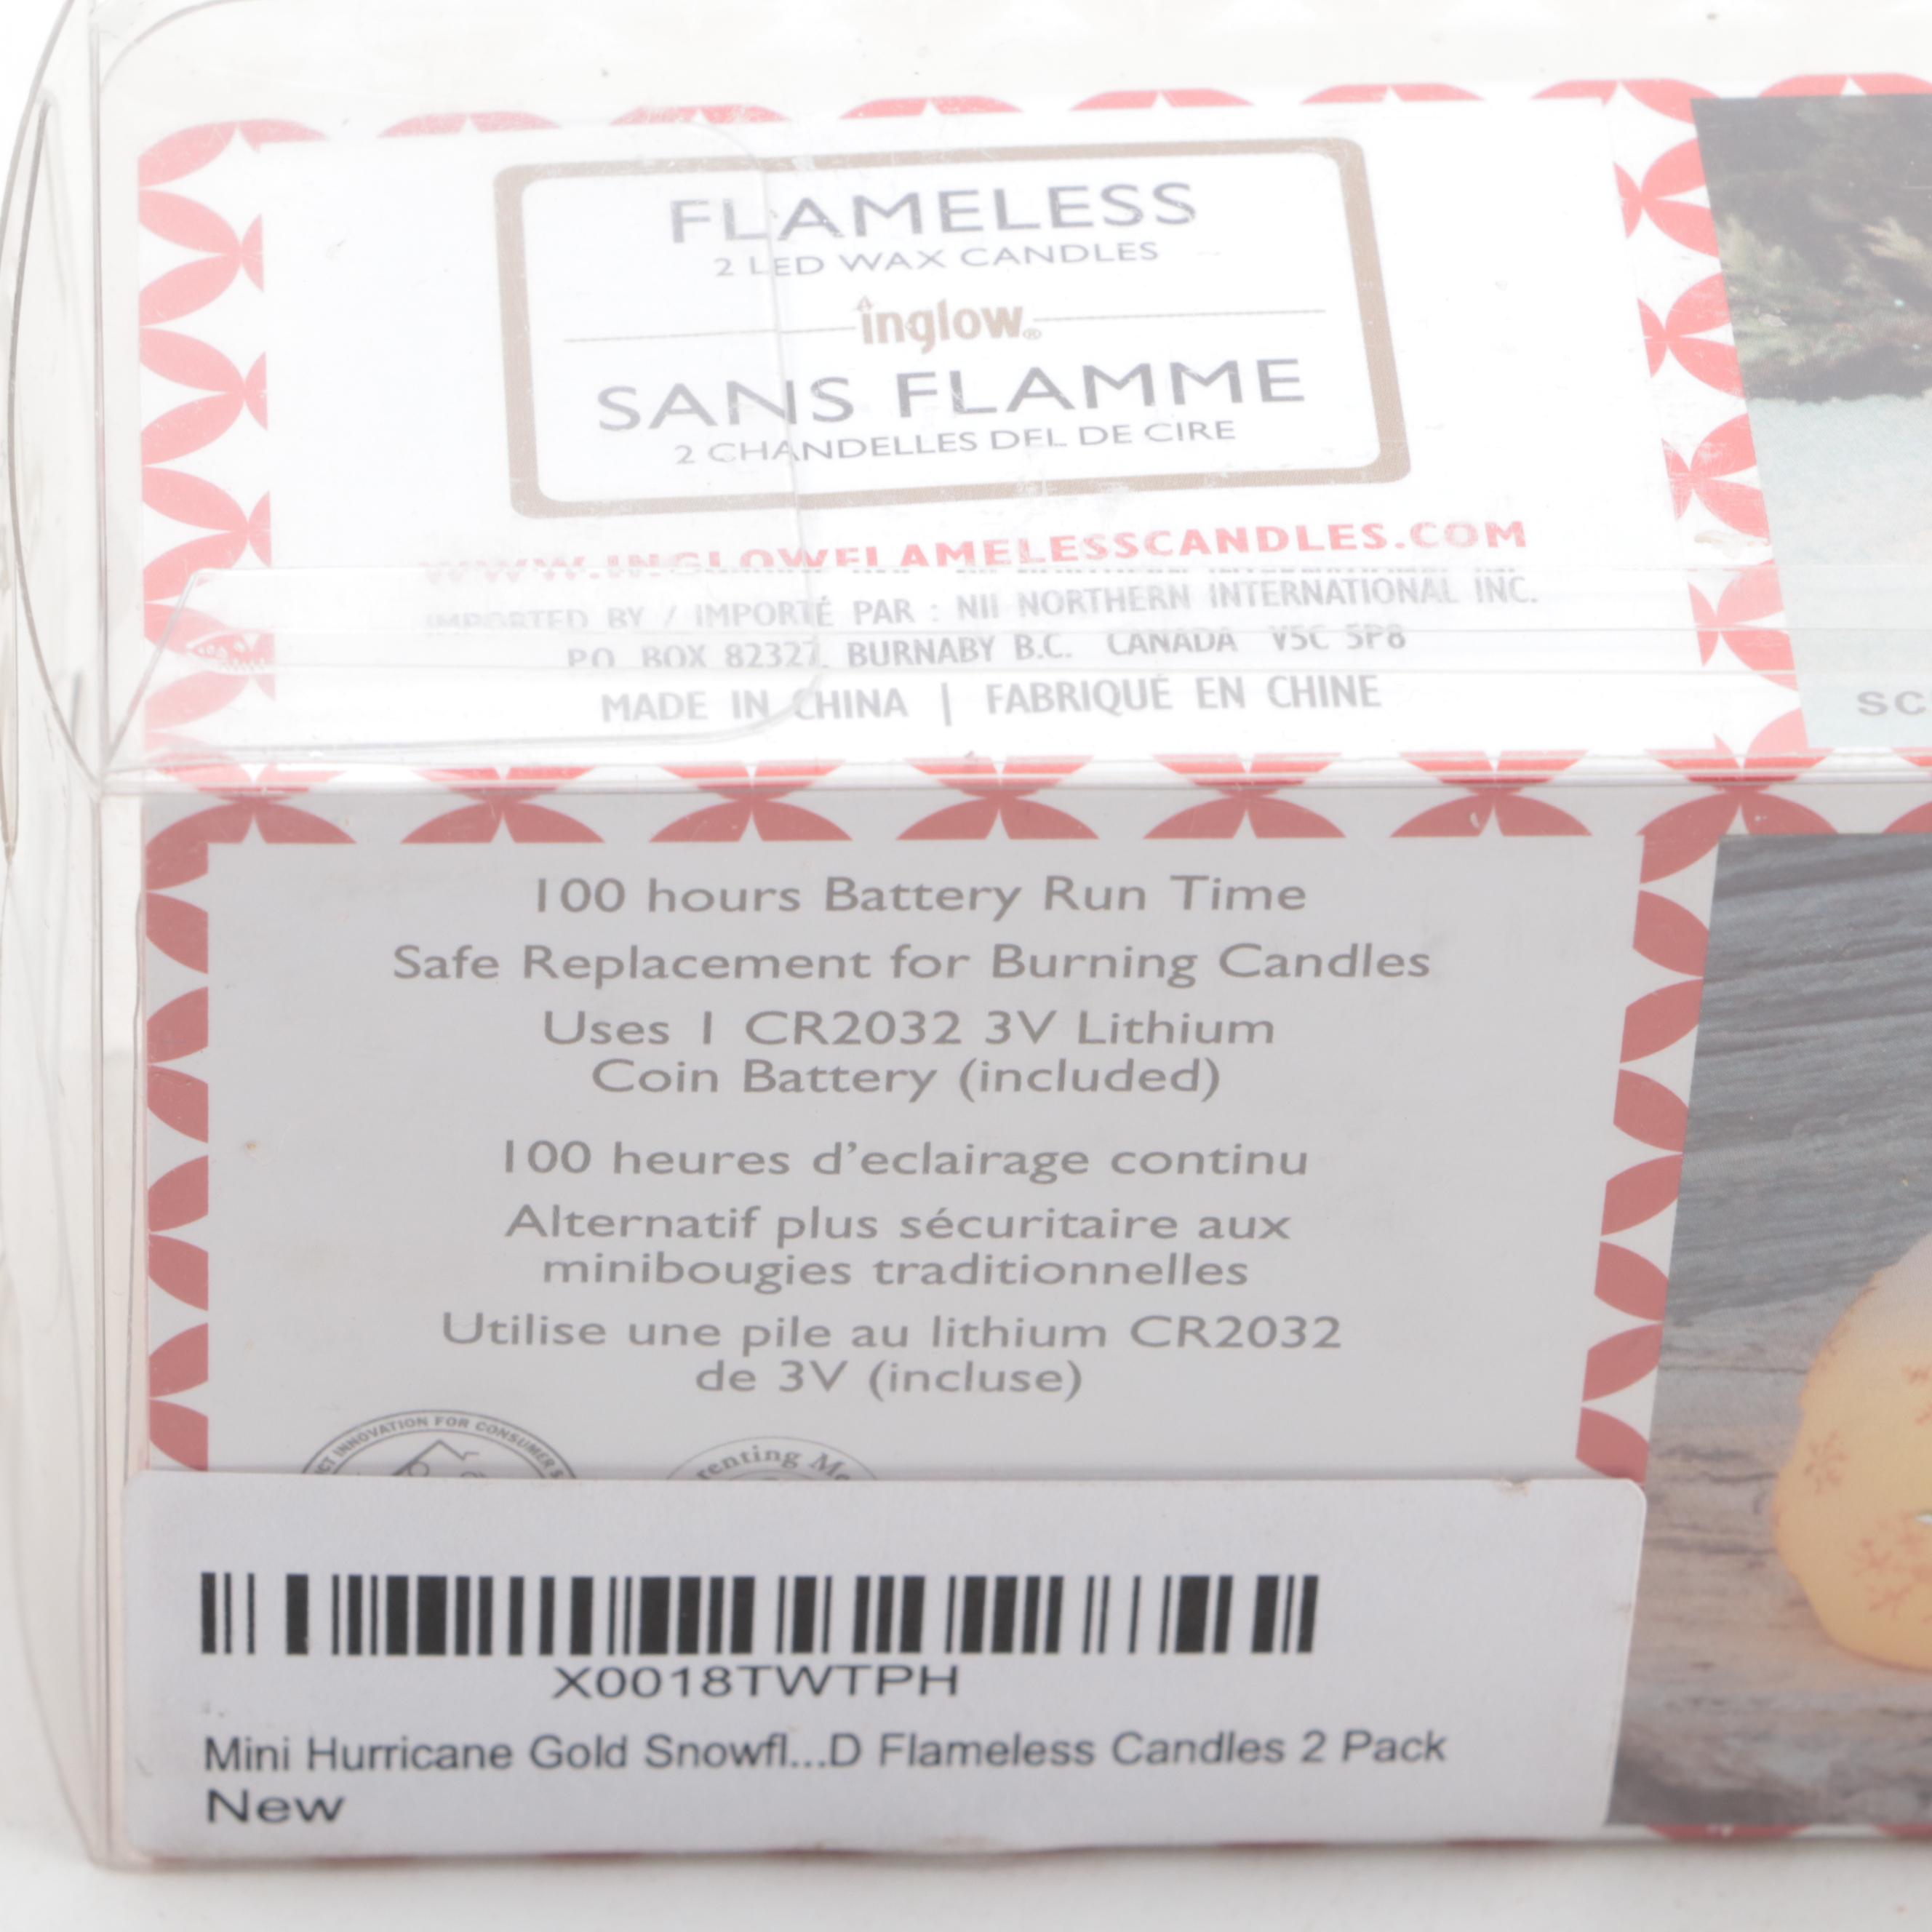 FLAMELESS
2 LED WAX CANDLES
inglow®
SANS FLAMME
2 CHANDELLES DEL DE CIRE
WWW.INGLOWFLAMELESSCANDLES.COM
IMPORTED BY / IMPORTÉ PAR : NII NORTHERN INTERNATIONAL INC.
P.O. BOX 82327, BURNABY B.C. CANADA V5C 5P8
MADE IN CHINA | FABRIQUÉ EN CHINE
SC
100 hours Battery Run Time
Safe Replacement for Burning Candles
Uses 1 CR2032 3V Lithium
Coin Battery (included)
100 heures d'eclairage continu
Alternatif plus sécuritaire aux
minibougies traditionnelles
Utilise une pile au lithium CR2032
de 3V (incluse)
INNOVATION FOR CONSUMER
X0018TWTPH
Mini Hurricane Gold Snowfl...D Flameless Candles 2 Pack
New